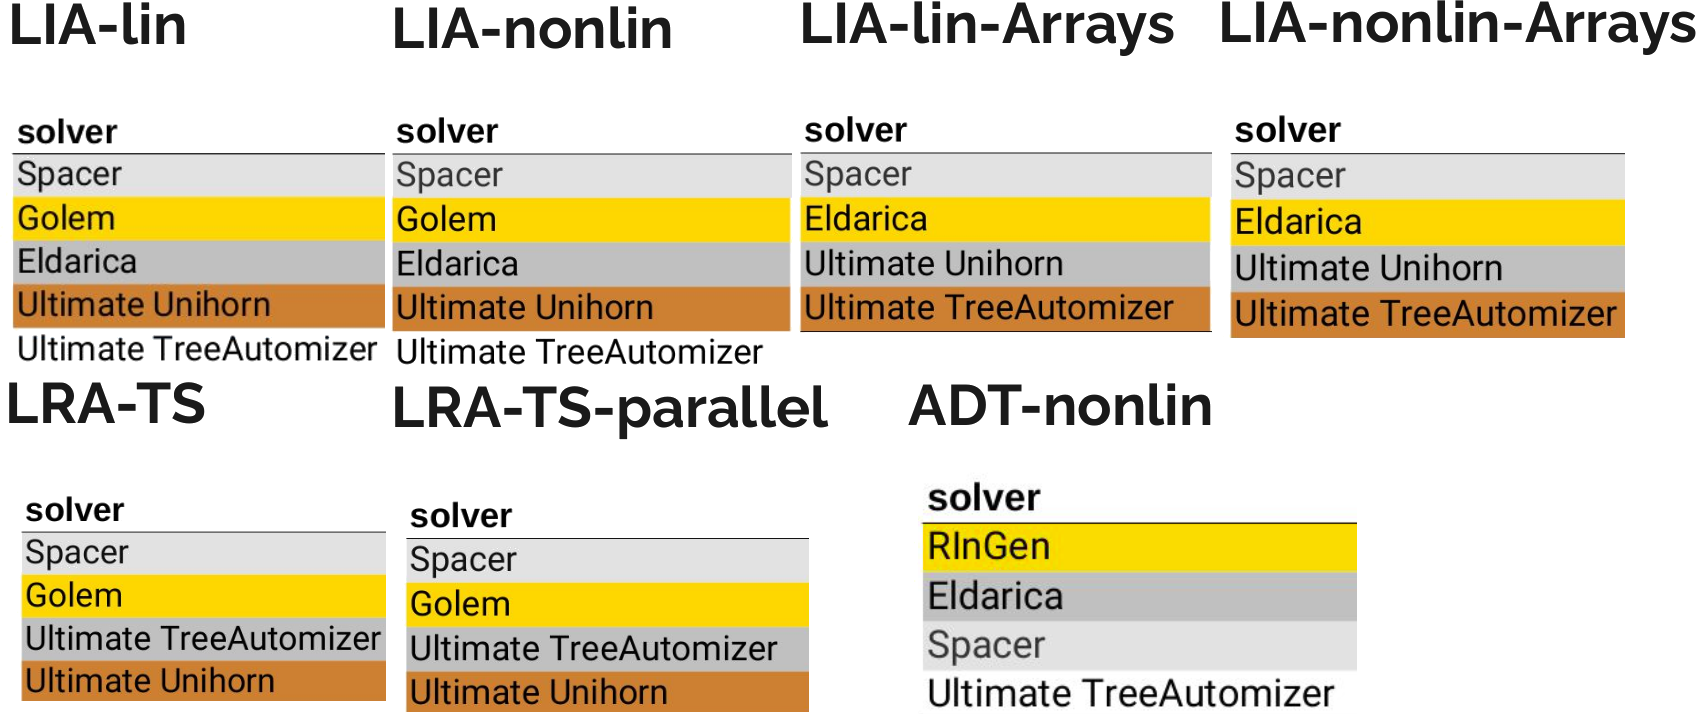 LIA-lin
solver
Spacer
Golem
Eldarica
Ultimate Unihorn
Ultimate TreeAutomizer
LIA-nonlin
solver
Spacer
Golem
Eldarica
Ultimate Unihorn
Ultimate TreeAutomizer
LIA-lin-Arrays
solver
Spacer
Eldarica
Ultimate Unihorn
Ultimate TreeAutomizer
LIA-nonlin-Arrays
solver
Spacer
Eldarica
Ultimate Unihorn
Ultimate TreeAutomizer
LRA-TS
solver
Spacer
Golem
Ultimate TreeAutomizer
Ultimate Unihorn
LRA-TS-parallel
solver
Spacer
Golem
Ultimate TreeAutomizer
Ultimate Unihorn
ADT-nonlin
solver
RInGen
Eldarica
Spacer
Ultimate TreeAutomizer